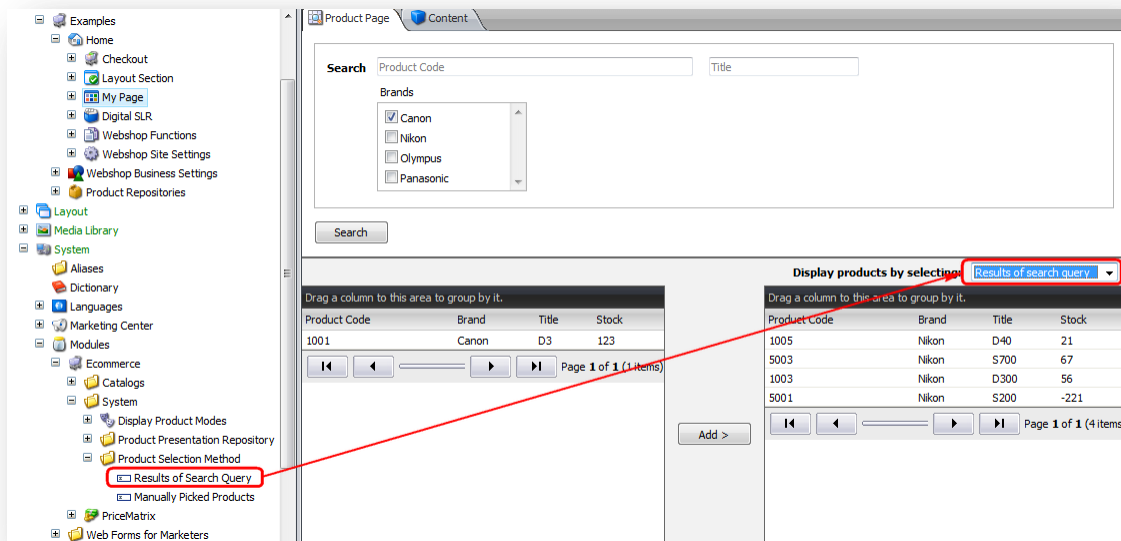 Examples
Home
Checkout
Layout Section
My Page
Digital SLR
Webshop Functions
Webshop Site Settings
Webshop Business Settings
Product Repositories
Layout
Media Library
System
Aliases
Dictionary
Languages
Marketing Center
Modules
Ecommerce
Catalogs
System
Display Product Modes
Product Presentation Repository
Product Selection Method
Results of Search Query
Manually Picked Products
PriceMatrix
Web Forms for Marketers
Product Page Content
Search Product Code Title
Brands
Canon
Nikon
Olympus
Panasonic
Search
Display products by selecting: Results of search query
Drag a column to this area to group by it.
Product Code Brand Title Stock
1001 Canon D3 123
Page 1 of 1 (1 items)
Add >
Drag a column to this area to group by it.
Product Code Brand Title Stock
1005 Nikon D40 21
5003 Nikon S700 67
1003 Nikon D300 56
5001 Nikon S200 -221
Page 1 of 1 (4 items